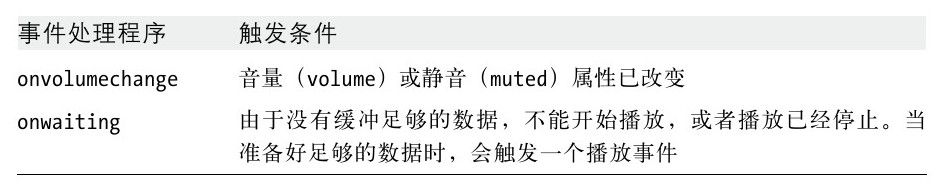 事件处理程序 触发条件
onvolumechange 音量（volume）或静音（muted）属性已改变
onwaiting 由于没有缓冲足够的数据，不能开始播放，或者播放已经停止。当
准备好足够的数据时，会触发一个播放事件